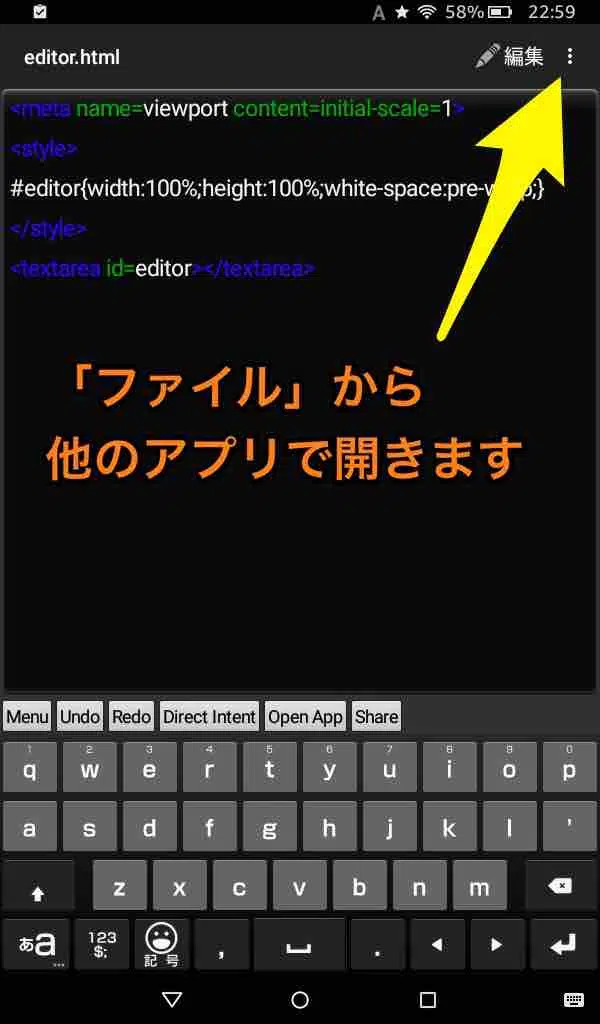 A 58% 22:59
editor.html 編集
<meta name=viewport content=initial-scale=1>
<style>
#editor{width:100%;height:100%;white-space:pre-wrap;}
</style>
<textarea id=editor></textarea>
「ファイル」から
他のアプリで開きます
Menu Undo Redo Direct Intent Open App Share
1 2 3 4 5 6 7 8 9 0
q w e r t y u i o p
a s d f g h j k l '
z x c v b n m
あa... 123 $; 記号 , .